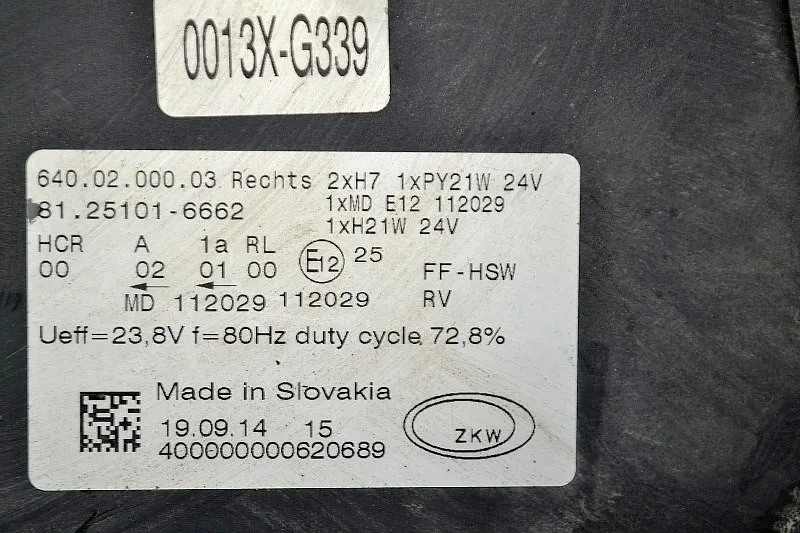 0013X-G339
640.02.000.03 Rechts 2xH7 1xPY21W 24V
81.25101-6662 1xMD E12 112029
1xH21W 24V
HCR A 1a RL
00 02 01 00 E12 25 FF-HSW
MD 112029 112029 RV
Ueff=23,8V f=80Hz duty cycle 72,8%
Made in Slovakia
19.09.14 15
400000000620689
ZKW